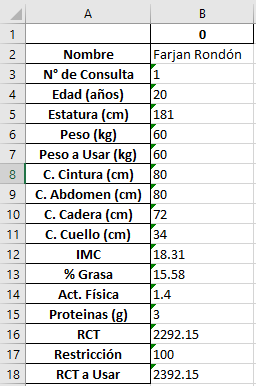 A B
1 0
2 Nombre Farjan Rondón
3 N° de Consulta 1
4 Edad (años) 20
5 Estatura (cm) 181
6 Peso (kg) 60
7 Peso a Usar (kg) 60
8 C. Cintura (cm) 80
9 C. Abdomen (cm) 80
10 C. Cadera (cm) 72
11 C. Cuello (cm) 34
12 IMC 18.31
13 % Grasa 15.58
14 Act. Física 1.4
15 Proteinas (g) 3
16 RCT 2292.15
17 Restricción 100
18 RCT a Usar 2392.15